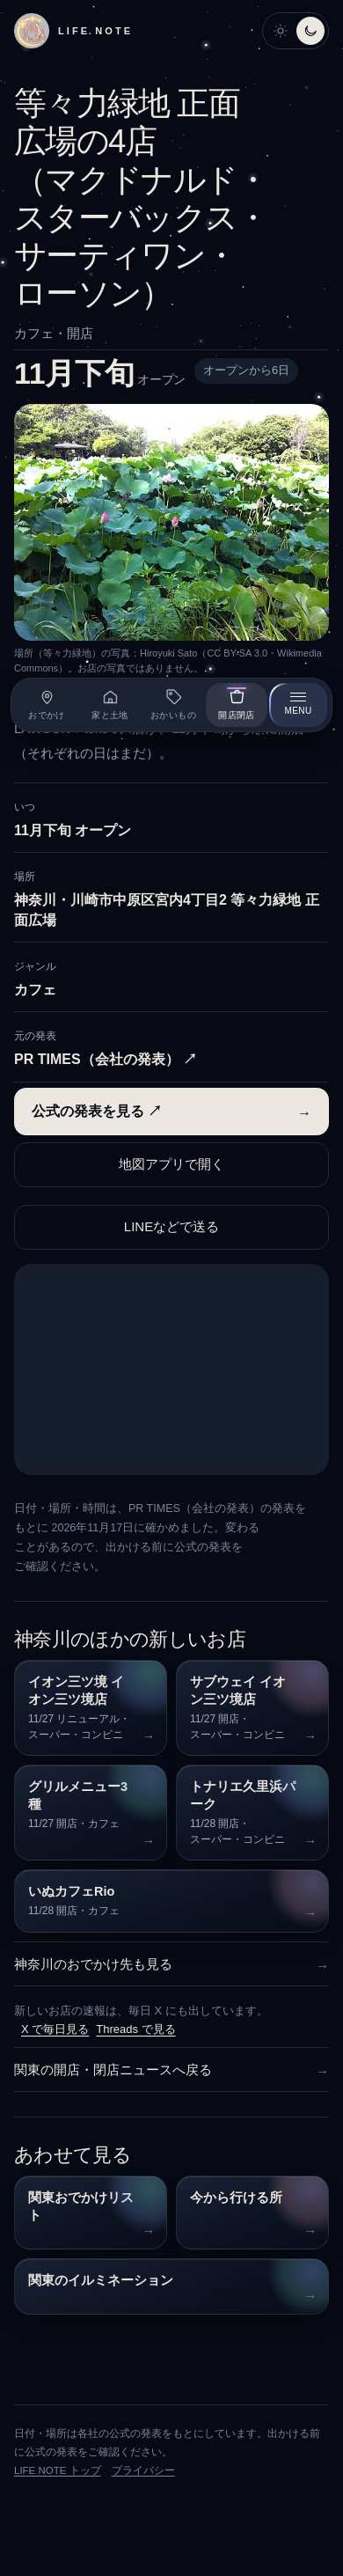 LIFE.NOTE
等々力緑地 正面
広場の4店
（マクドナルド・
スターバックス・
サーティワン・
ローソン）
カフェ・開店
11月下旬 オープン オープンから6日
場所（等々力緑地）の写真：Hiroyuki Sato（CC BY-SA 3.0・Wikimedia
Commons）。お店の写真ではありません。
おでかけ 家と土地 おかいもの 開店閉店 MENU
（それぞれの日はまだ）。
いつ
11月下旬 オープン
場所
神奈川・川崎市中原区宮内4丁目2 等々力緑地 正
面広場
ジャンル
カフェ
元の発表
PR TIMES（会社の発表） ↗
公式の発表を見る ↗ →
地図アプリで開く
LINEなどで送る
日付・場所・時間は、PR TIMES（会社の発表）の発表を
もとに 2026年11月17日に確かめました。変わる
ことがあるので、出かける前に公式の発表を
ご確認ください。
神奈川のほかの新しいお店
イオン三ツ境 イ
オン三ツ境店
11/27 リニューアル・
スーパー・コンビニ →
サブウェイ イオ
ン三ツ境店
11/27 開店・
スーパー・コンビニ →
グリルメニュー3
種
11/27 開店・カフェ →
トナリエ久里浜パ
ーク
11/28 開店・
スーパー・コンビニ →
いぬカフェRio
11/28 開店・カフェ →
神奈川のおでかけ先も見る →
新しいお店の速報は、毎日 X にも出しています。
X で毎日見る Threads で見る
関東の開店・閉店ニュースへ戻る →
あわせて見る
関東おでかけリス
ト →
今から行ける所 →
関東のイルミネーション →
日付・場所は各社の公式の発表をもとにしています。出かける前
に公式の発表をご確認ください。
LIFE NOTE トップ プライバシー